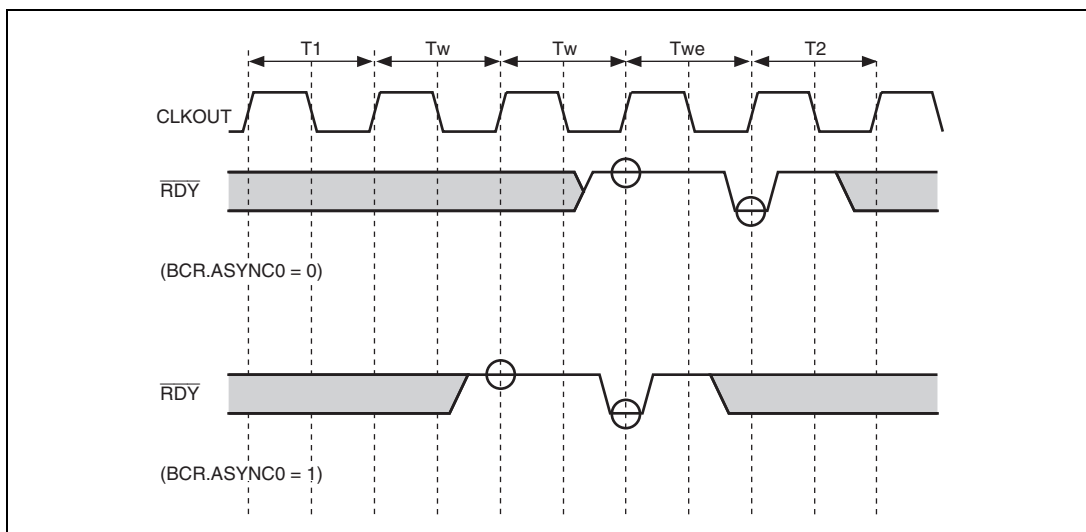 T1 Tw Tw Twe T2
CLKOUT
RDY
(BCR.ASYNC0 = 0)
RDY
(BCR.ASYNC0 = 1)